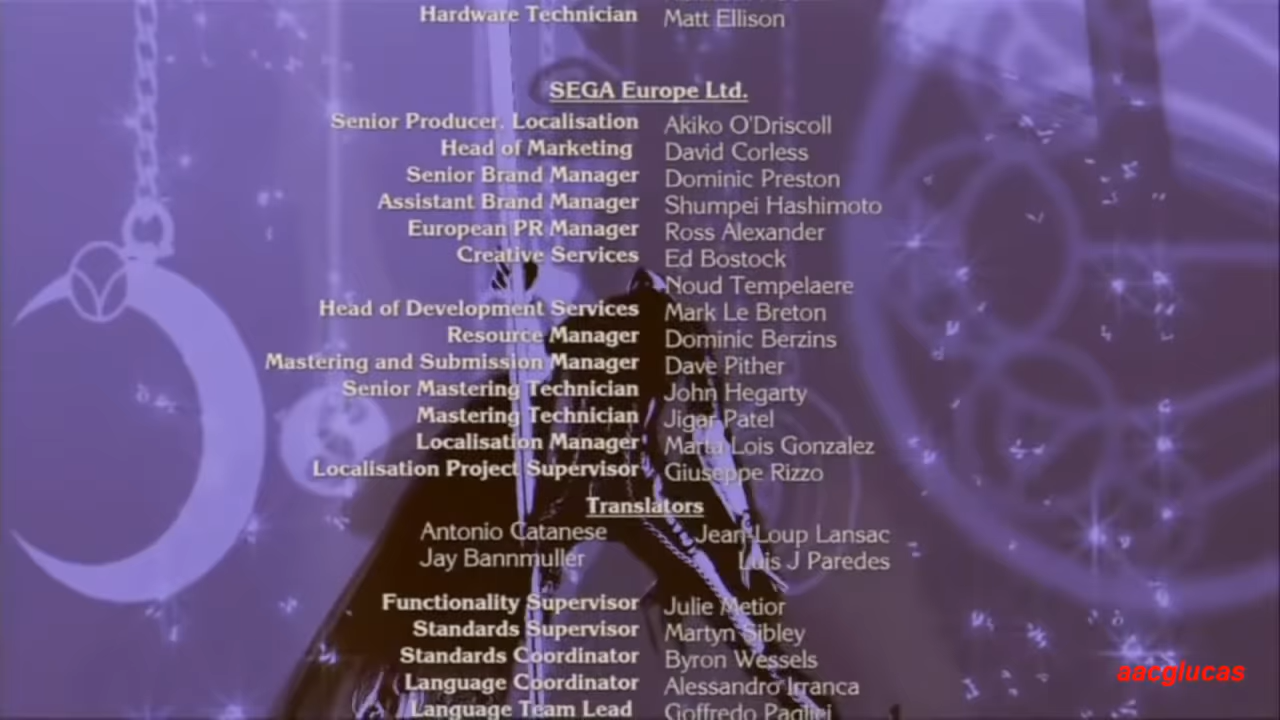 Hardware Technician Matt Ellison
SEGA Europe Ltd.
Senior Producer, Localisation Akiko O'Driscoll
Head of Marketing David Corless
Senior Brand Manager Dominic Preston
Assistant Brand Manager Shumpei Hashimoto
European PR Manager Ross Alexander
Creative Services Ed Bostock
Noud Tempelaere
Head of Development Services Mark Le Breton
Resource Manager Dominic Berzins
Mastering and Submission Manager Dave Pither
Senior Mastering Technician John Hegarty
Mastering Technician Jigar Patel
Localisation Manager Marta Lois Gonzalez
Localisation Project Supervisor Giuseppe Rizzo
Translators
Antonio Catanese Jean-Loup Lansac
Jay Bannmuller Luis J Paredes
Functionality Supervisor Julie Metior
Standards Supervisor Martyn Sibley
Standards Coordinator Byron Wessels
Language Coordinator Alessandro Irranca
Language Team Lead Goffredo Paglici
aacglucas